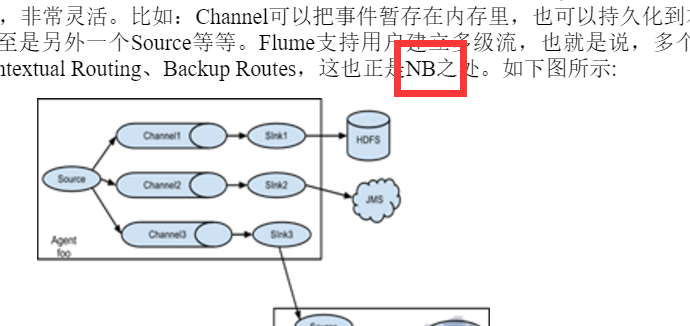 ，非常灵活。比如：Channel可以把事件暂存在内存里，也可以持久化到
至是另外一个Source等等。Flume支持用户建立多级流，也就是说，多个
ntextual Routing、Backup Routes，这也正是NB之处。如下图所示:
Channel1
Sink1
HDFS
Source
Channel2
Sink2
JMS
Channel3
Sink3
Agent
foo
Source